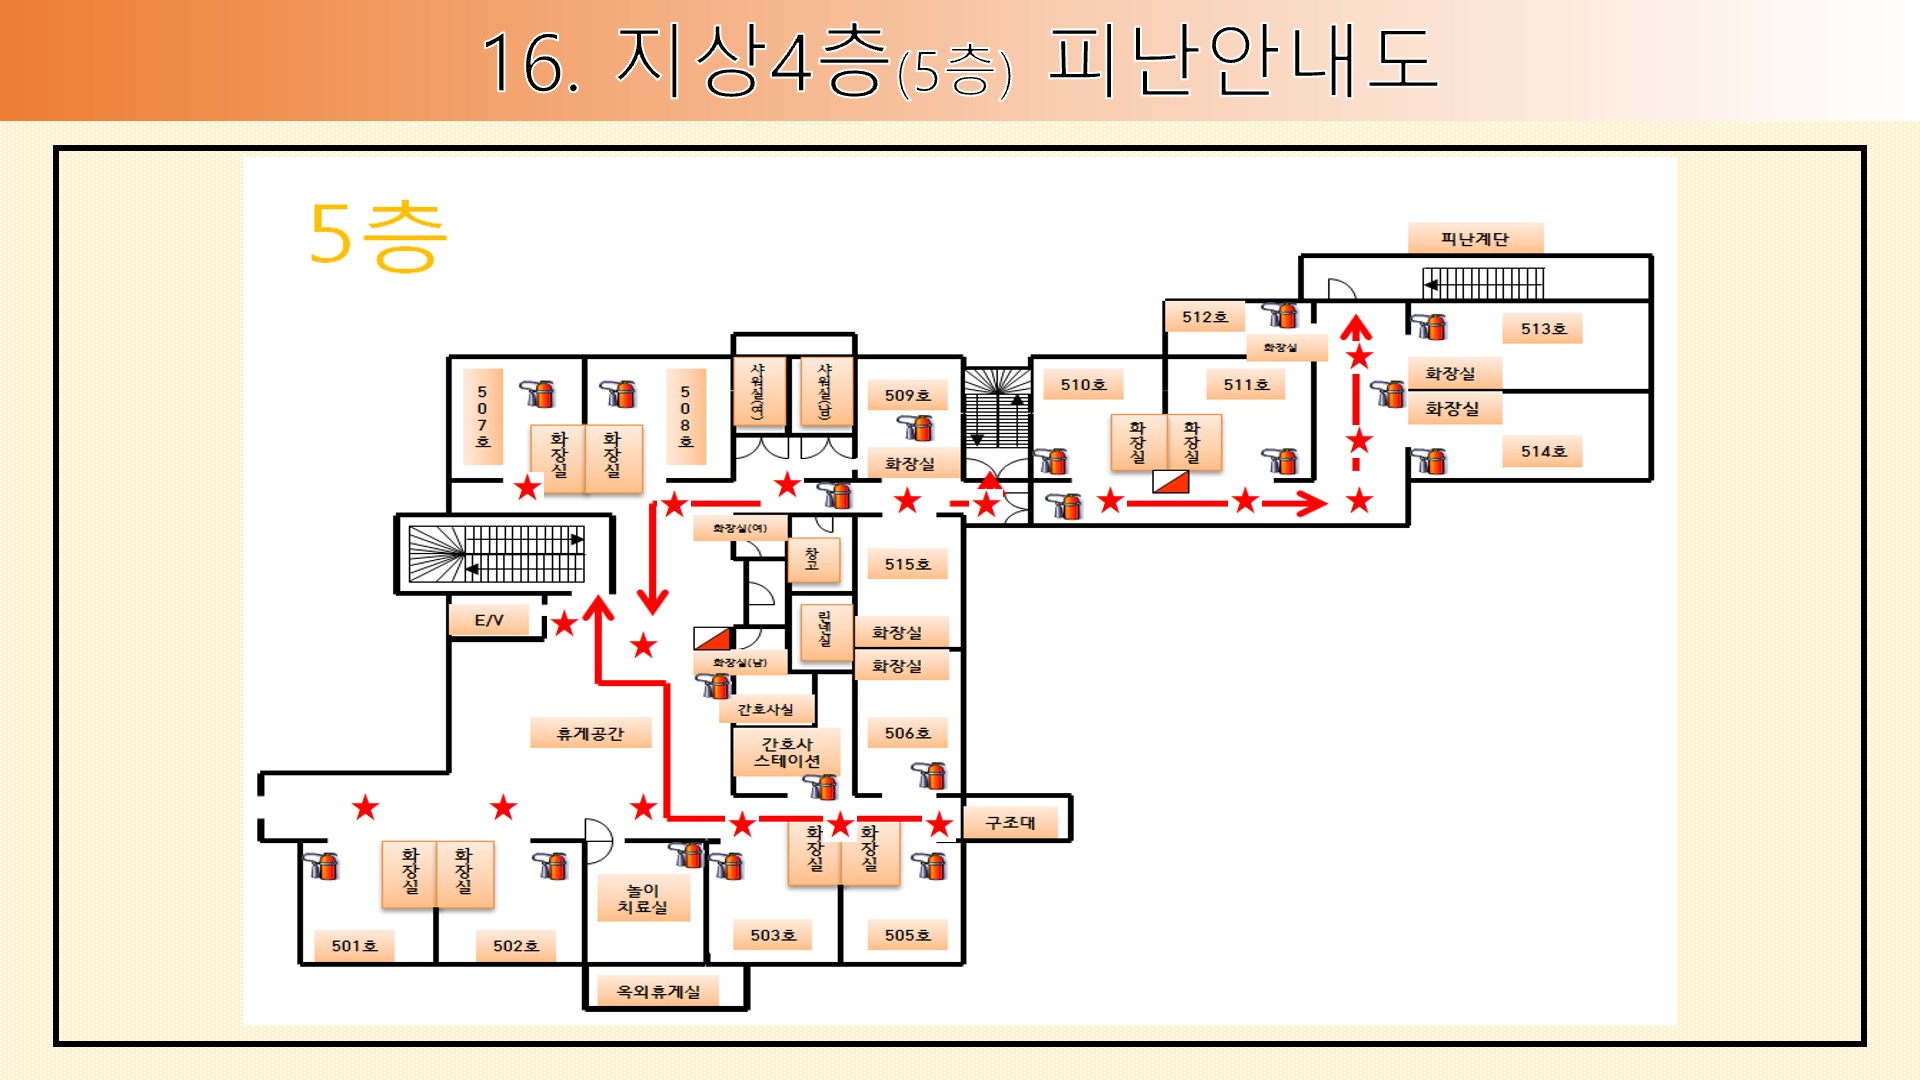 16. 지상4층(5층) 피난안내도
5층
피난계단
512호
513호
화장실
화장실
화장실
514호
507호
508호
화장실
화장실
샤워실(여)
샤워실(남)
509호
화장실
510호
511호
화장실
화장실
화장실(여)
창고
515호
E/V
린넨실
화장실
화장실(남)
화장실
간호사실
506호
휴게공간
간호사
스테이션
구조대
화장실
화장실
화장실
화장실
놀이
치료실
501호
502호
503호
505호
옥외휴게실